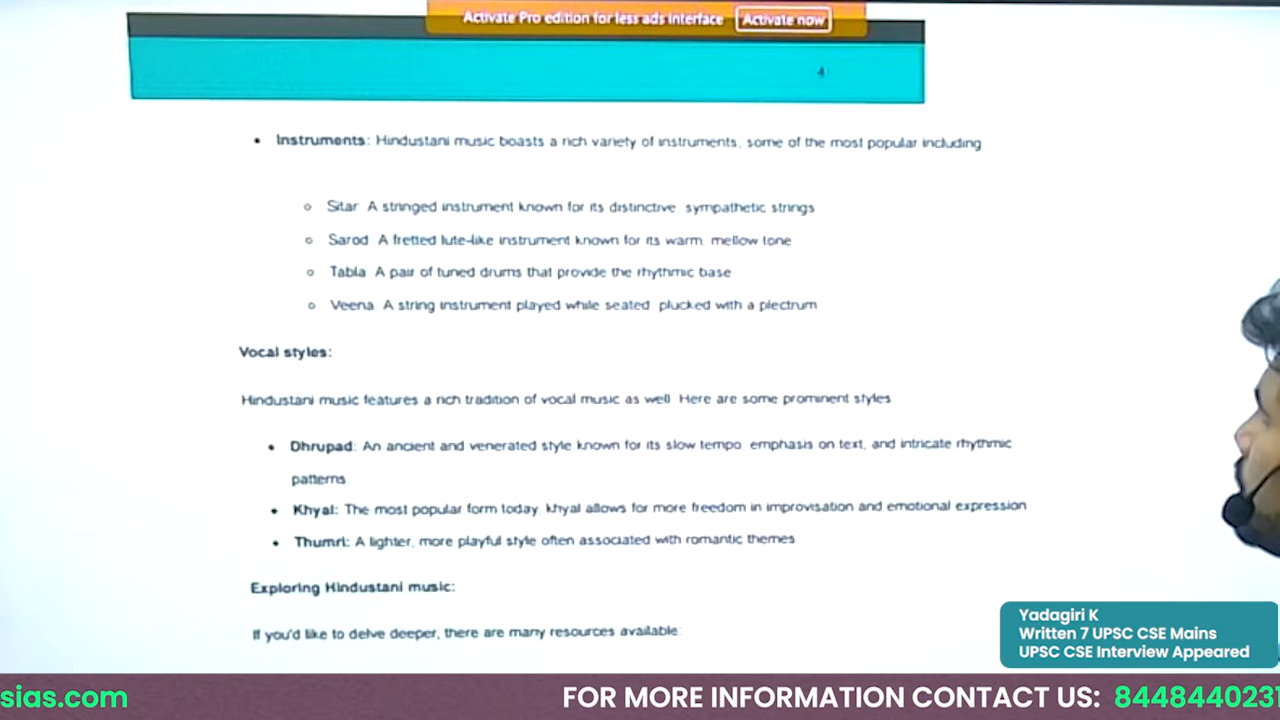 Activate Pro edition for less ads interface Activate now
4
• Instruments: Hindustani music boasts a rich variety of instruments, some of the most popular including
o Sitar A stringed instrument known for its distinctive sympathetic strings
o Sarod A fretted lute-like instrument known for its warm mellow tone
o Tabla A pair of tuned drums that provide the rhythmic base
o Veena A string instrument played while seated plucked with a plectrum
Vocal styles:
Hindustani music features a rich tradition of vocal music as well Here are some prominent styles
• Dhrupad: An ancient and venerated style known for its slow tempo, emphasis on text, and intricate rhythmic
patterns
• Khyal: The most popular form today, khyal allows for more freedom in improvisation and emotional expression
• Thumri: A lighter, more playful style often associated with romantic themes
Exploring Hindustani music:
If you'd like to delve deeper, there are many resources available:
Yadagiri K
Written 7 UPSC CSE Mains
UPSC CSE Interview Appeared
sias.com FOR MORE INFORMATION CONTACT US: 844844023